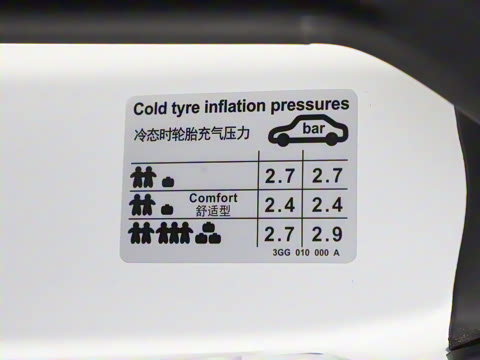 Cold tyre inflation pressures
冷态时轮胎充气压力
bar
2.7 2.7
Comfort
舒适型
2.4 2.4
2.7 2.9
3GG 010 000 A